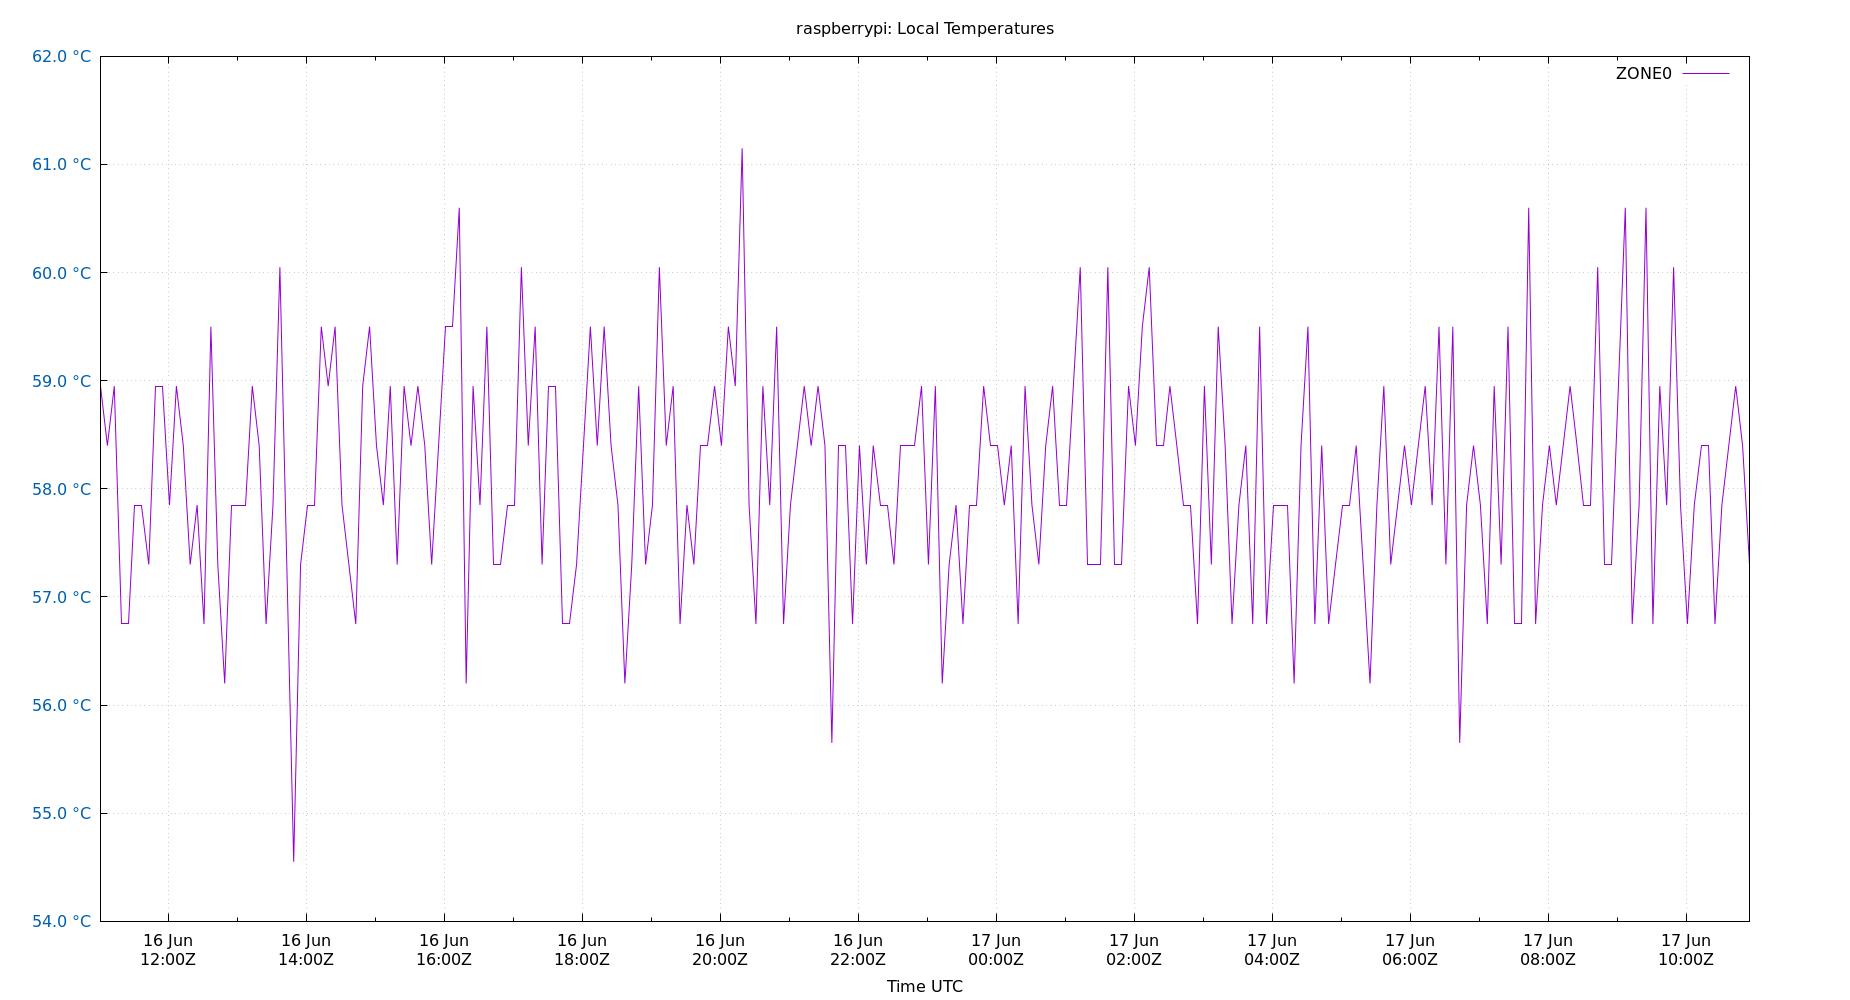 raspberrypi: Local Temperatures
ZONE0
62.0 °C
61.0 °C
60.0 °C
59.0 °C
58.0 °C
57.0 °C
56.0 °C
55.0 °C
54.0 °C
16 Jun 16 Jun 16 Jun 16 Jun 16 Jun 16 Jun 17 Jun 17 Jun 17 Jun 17 Jun 17 Jun 17 Jun
12:00Z 14:00Z 16:00Z 18:00Z 20:00Z 22:00Z 00:00Z 02:00Z 04:00Z 06:00Z 08:00Z 10:00Z
Time UTC